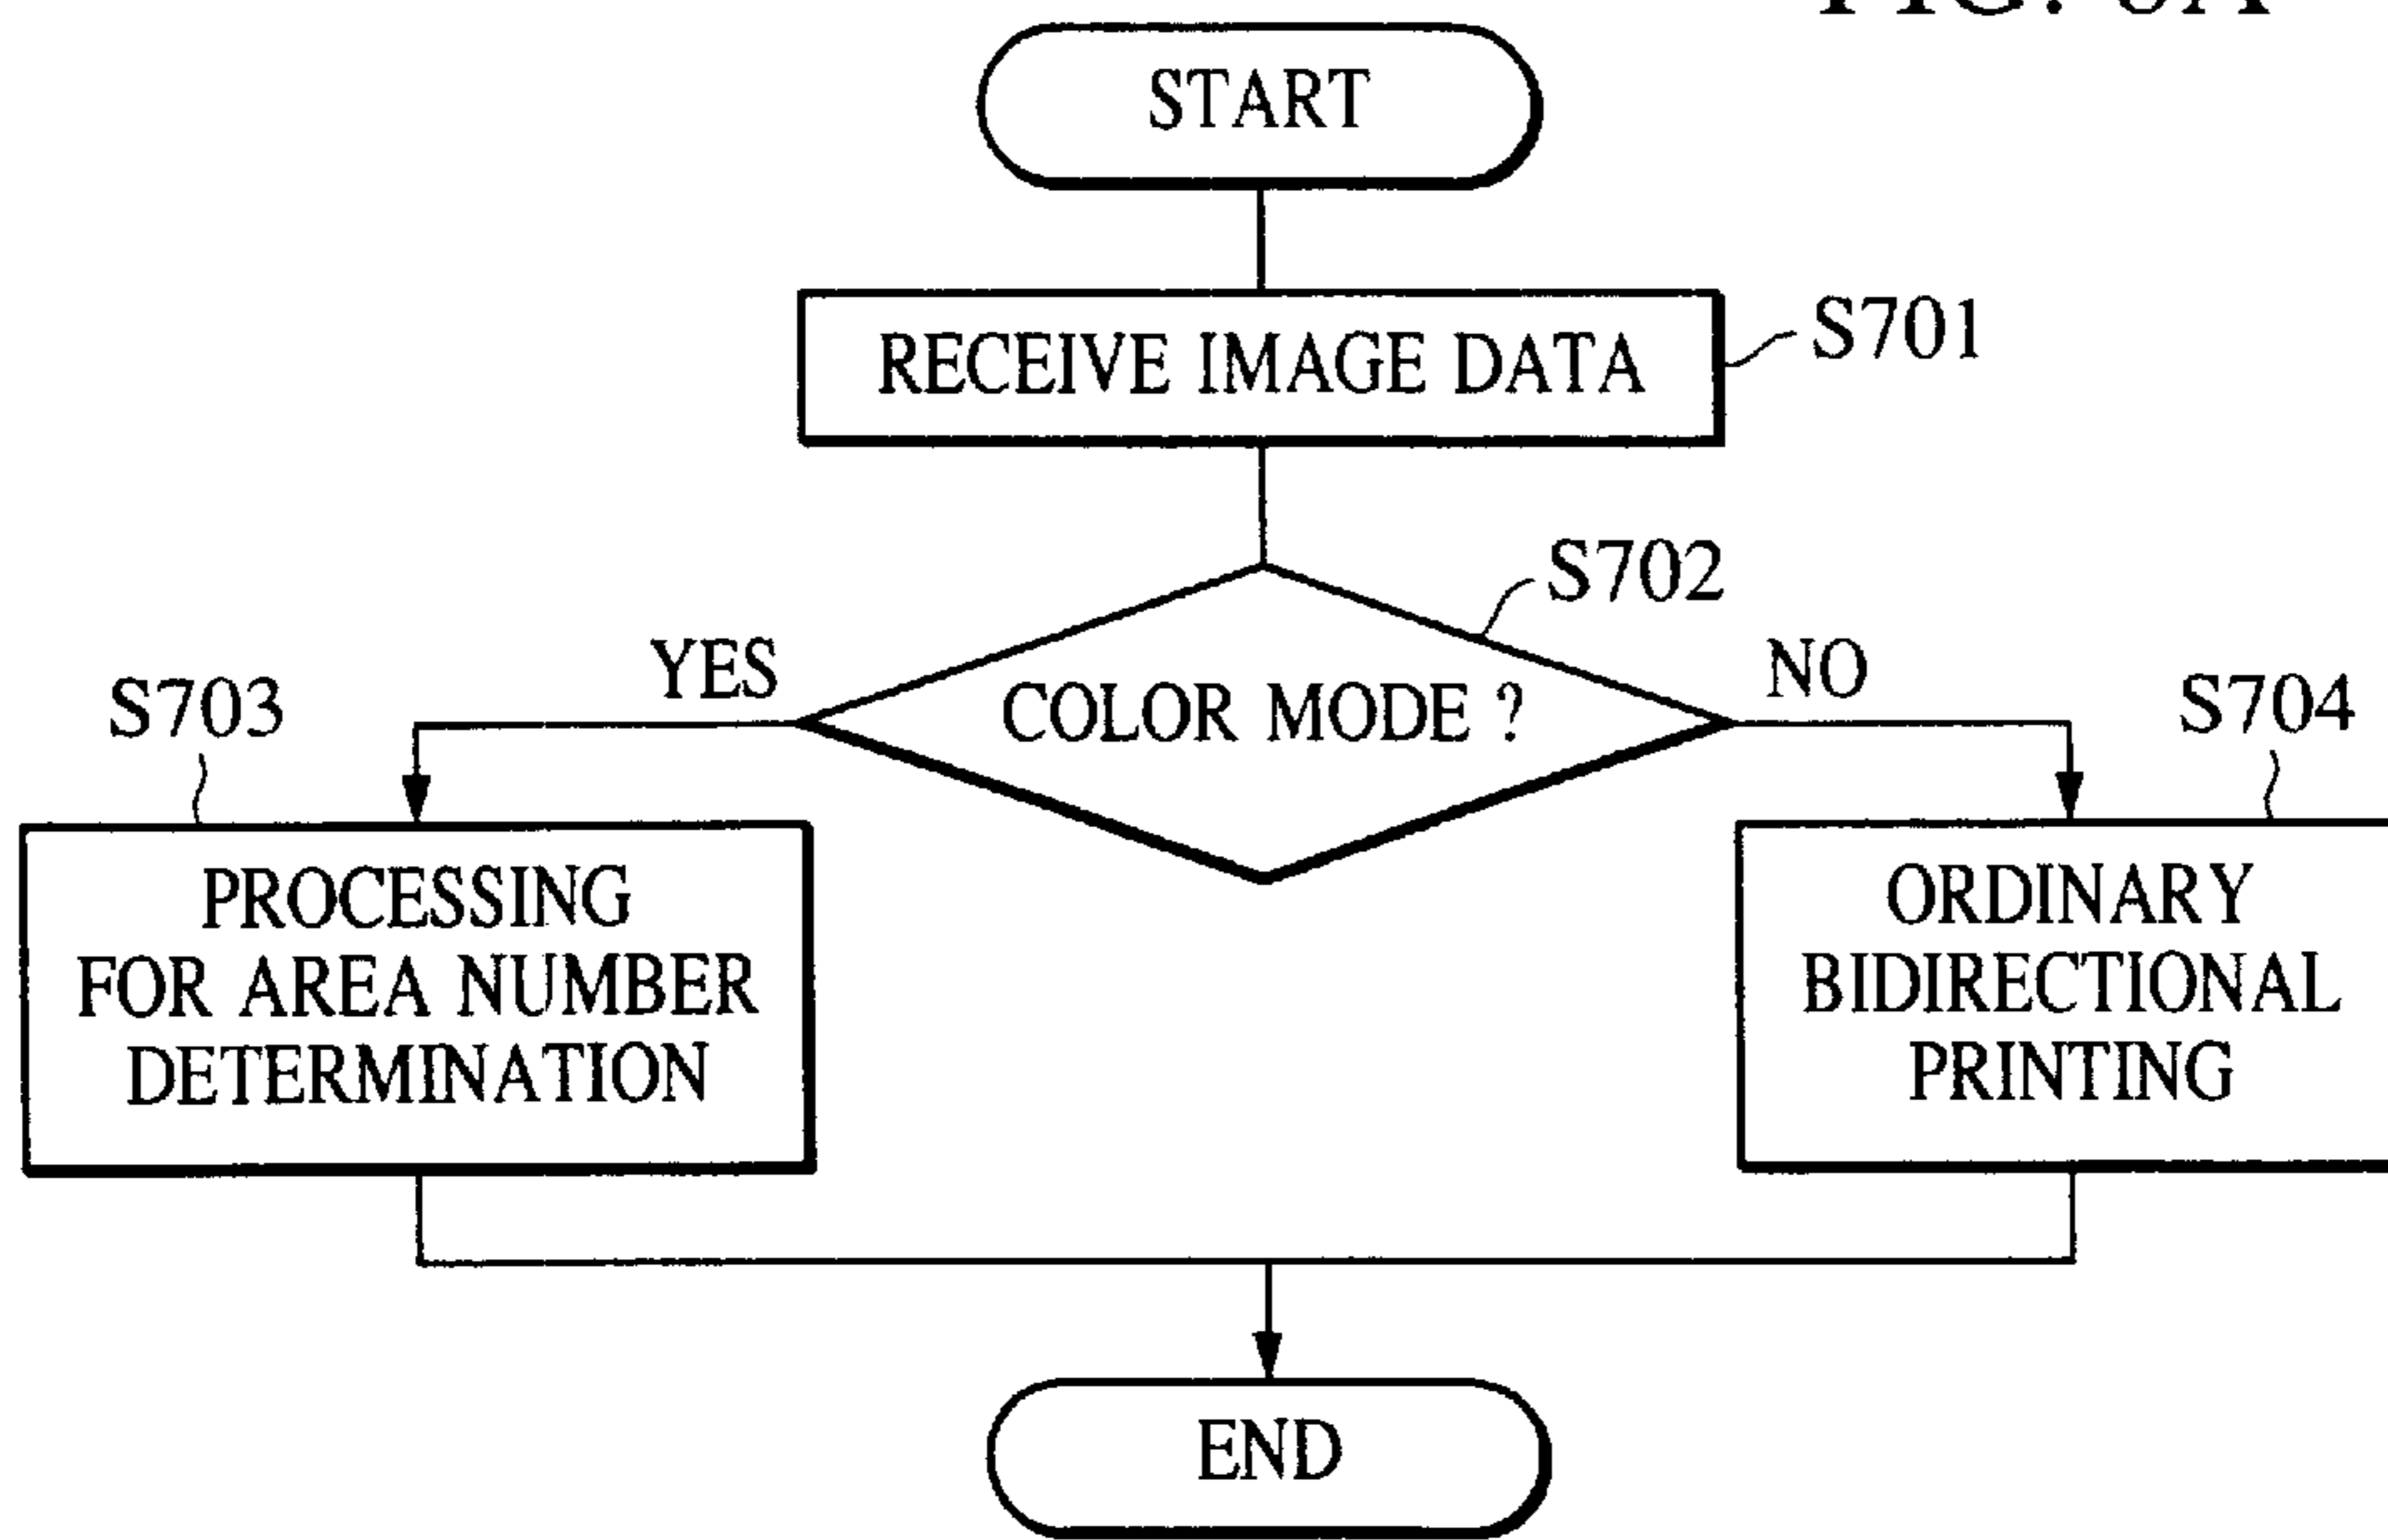 START
RECEIVE IMAGE DATA
S701
S702
YES
COLOR MODE ?
NO
S703
S704
PROCESSING
FOR AREA NUMBER
DETERMINATION
ORDINARY
BIDIRECTIONAL
PRINTING
END